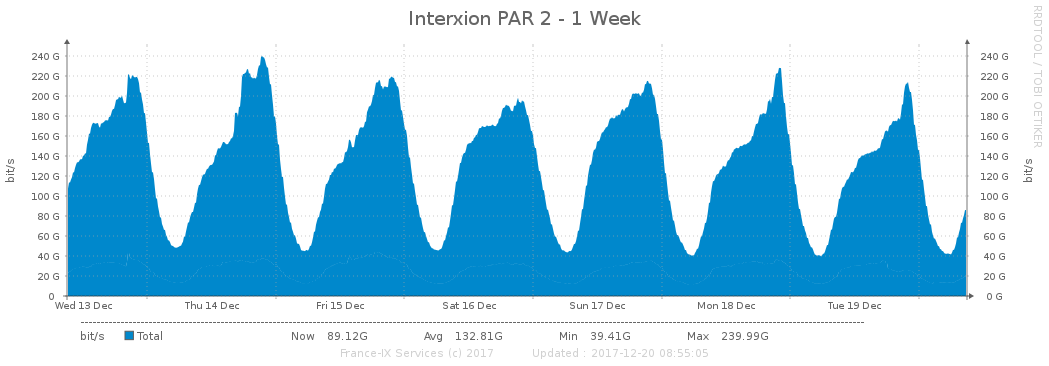 Interxion PAR 2 - 1 Week
RRDTOOL / TOBI OETIKER
240 G 240 G
220 G 220 G
200 G 200 G
180 G 180 G
160 G 160 G
140 G 140 G
120 G 120 G
100 G 100 G
80 G 80 G
60 G 60 G
40 G 40 G
20 G 20 G
0 0 G
bit/s
bit/s
Wed 13 Dec Thu 14 Dec Fri 15 Dec Sat 16 Dec Sun 17 Dec Mon 18 Dec Tue 19 Dec
bit/s Total Now 89.12G Avg 132.81G Min 39.41G Max 239.99G
France-IX Services (c) 2017 Updated : 2017-12-20 08:55:05